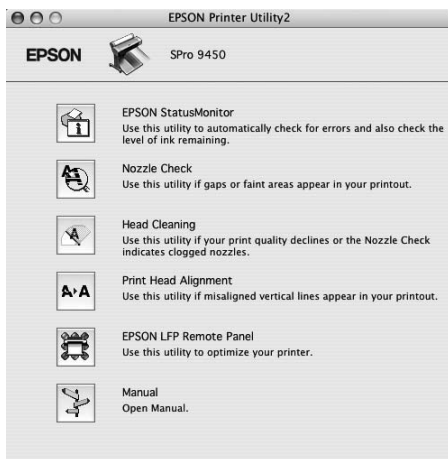 EPSON Printer Utility2
EPSON
SPro 9450
EPSON StatusMonitor
Use this utility to automatically check for errors and also check the
level of ink remaining.
Nozzle Check
Use this utility if gaps or faint areas appear in your printout.
Head Cleaning
Use this utility if your print quality declines or the Nozzle Check
indicates clogged nozzles.
A▸A
Print Head Alignment
Use this utility if misaligned vertical lines appear in your printout.
EPSON LFP Remote Panel
Use this utility to optimize your printer.
Manual
Open Manual.